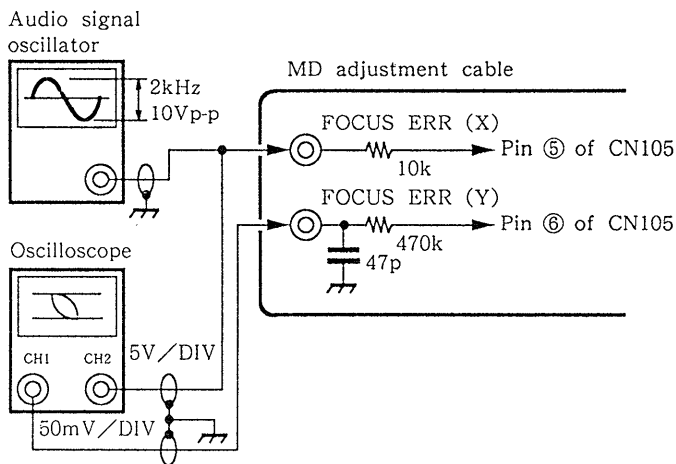 Audio signal
oscillator
2kHz
10Vp-p
MD adjustment cable
FOCUS ERR (X)
10k
Pin ⑤ of CN105
FOCUS ERR (Y)
470k
Pin ⑥ of CN105
47p
Oscilloscope
CH1
CH2
5V/DIV
50mV/DIV